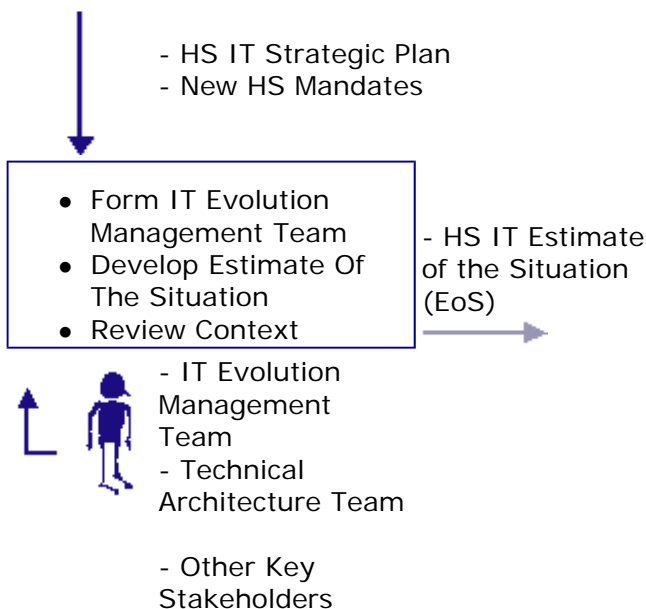 - HS IT Strategic Plan
- New HS Mandates
● Form IT Evolution
Management Team
● Develop Estimate Of
The Situation
● Review Context
- HS IT Estimate
of the Situation
(EoS)
- IT Evolution
Management
Team
- Technical
Architecture Team
- Other Key
Stakeholders